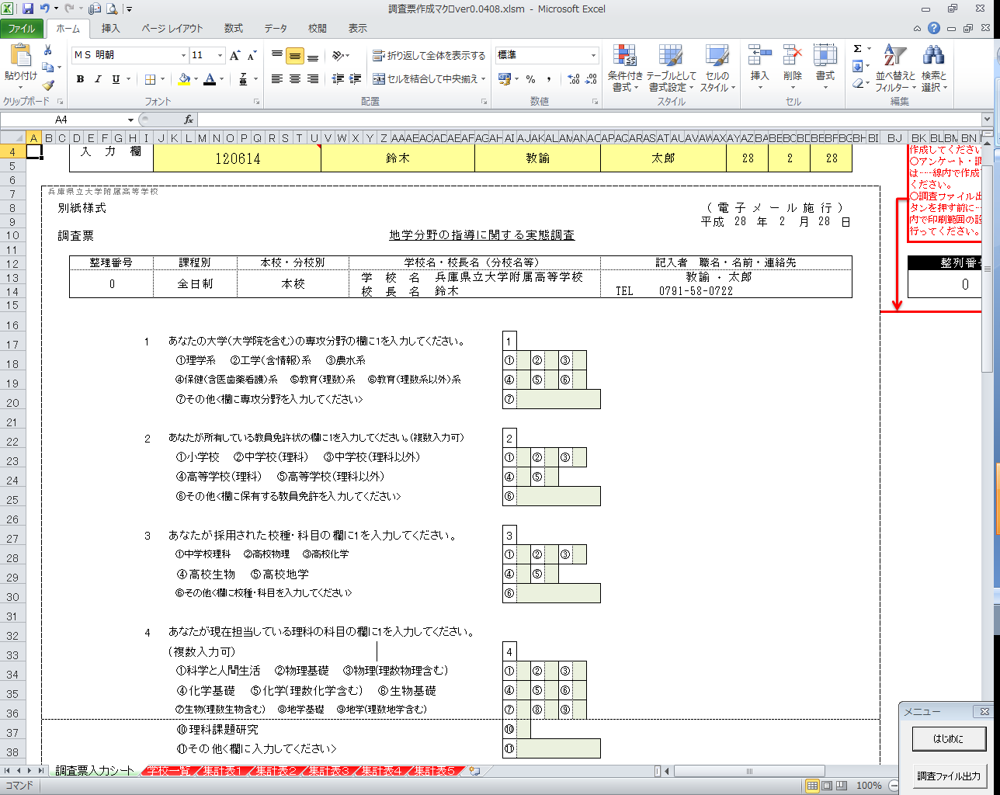 調査票作成マクロver0.0408.xlsm - Microsoft Excel
ファイル ホーム 挿入 ページ レイアウト 数式 データ 校閲 表示
ＭＳ 明朝 11 折り返して全体を表示する 標準
貼り付け セルを結合して中央揃え 条件付き書式 テーブルとして書式設定 セルのスタイル 挿入 削除 書式 並べ替えとフィルター 検索と選択
クリップボード フォント 配置 数値 スタイル セル 編集
A4 fx
入 力 欄 120614 鈴木 教諭 太郎 28 2 28
作成してください
〇アンケート・調
は----線内で作成
ください。
〇調査ファイル出
タンを押す前に--
内で印刷範囲の設
行ってください。
兵庫県立大学附属高等学校
別紙様式 （ 電 子 メ ー ル 施 行 ）
平成 28 年 2 月 28 日
調査票 地学分野の指導に関する実態調査
整理番号 課程別 本校・分校別 学校名・校長名（分校名等） 記入者 職名・名前・連絡先 整列番
0 全日制 本校 学 校 名 兵庫県立大学附属高等学校 教諭 ・ 太郎 0
校 長 名 鈴木 TEL 0791-58-0722
1 あなたの大学(大学院を含む)の専攻分野の欄に1を入力してください。 1
①理学系 ②工学(含情報)系 ③農水系 ① ② ③
④保健(含医歯薬看護)系 ⑤教育(理数)系 ⑥教育(理数系以外)系 ④ ⑤ ⑥
⑦その他<欄に専攻分野を入力してください> ⑦
2 あなたが所有している教員免許状の欄に1を入力してください。(複数入力可) 2
①小学校 ②中学校(理科) ③中学校(理科以外) ① ② ③
④高等学校(理科) ⑤高等学校(理科以外) ④ ⑤
⑥その他<欄に保有する教員免許を入力してください> ⑥
3 あなたが採用された校種・科目の欄に1を入力してください。 3
①中学校理科 ②高校物理 ③高校化学 ① ② ③
④高校生物 ⑤高校地学 ④ ⑤
⑥その他<欄に校種・科目を入力してください> ⑥
4 あなたが現在担当している理科の科目の欄に1を入力してください。
(複数入力可) 4
①科学と人間生活 ②物理基礎 ③物理(理数物理含む) ① ② ③
④化学基礎 ⑤化学(理数化学含む) ⑥生物基礎 ④ ⑤ ⑥
⑦生物(理数生物含む) ⑧地学基礎 ⑨地学(理数地学含む) ⑦ ⑧ ⑨
⑩理科課題研究 ⑩
⑪その他<欄に入力してください> ⑪
メニュー
はじめに
調査ファイル出力
調査票入力シート 学校一覧 集計表1 集計表2 集計表3 集計表4 集計表5
コマンド 100%